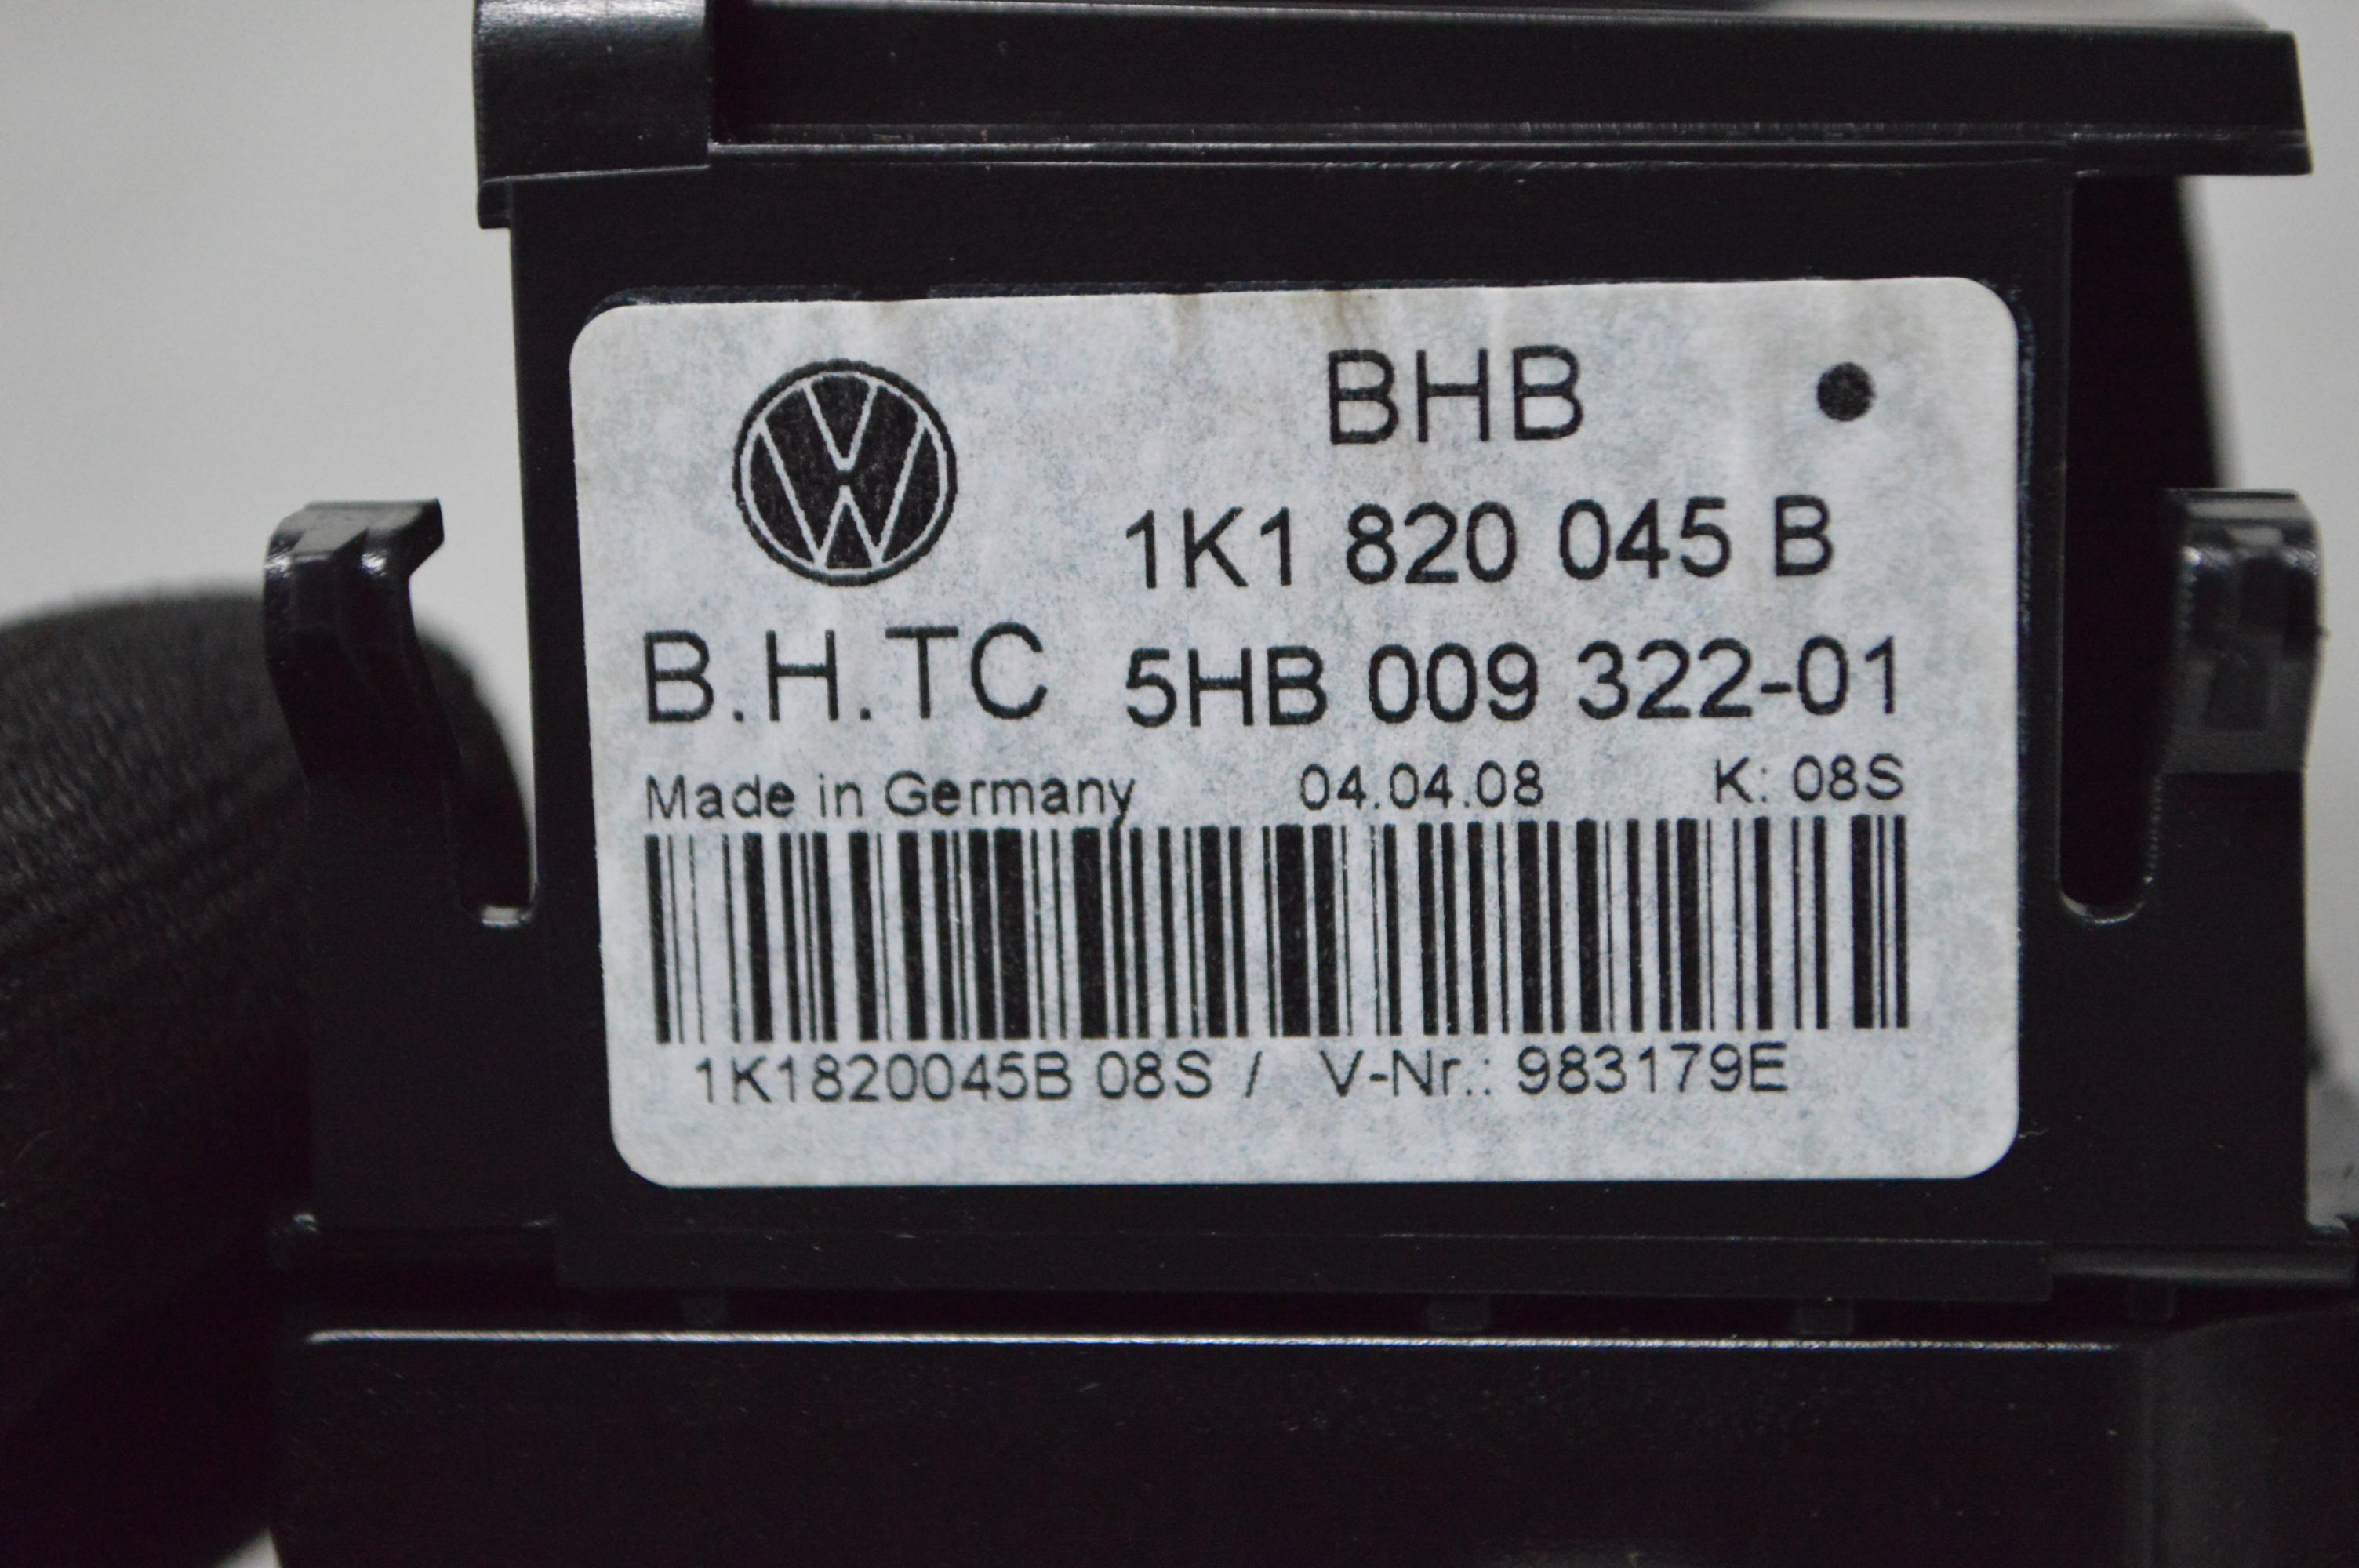 BHB
1K1 820 045 B
B.H.TC 5HB 009 322-01
Made in Germany 04.04.08 K: 08S
1K1820045B 08S / V-Nr.: 983179E